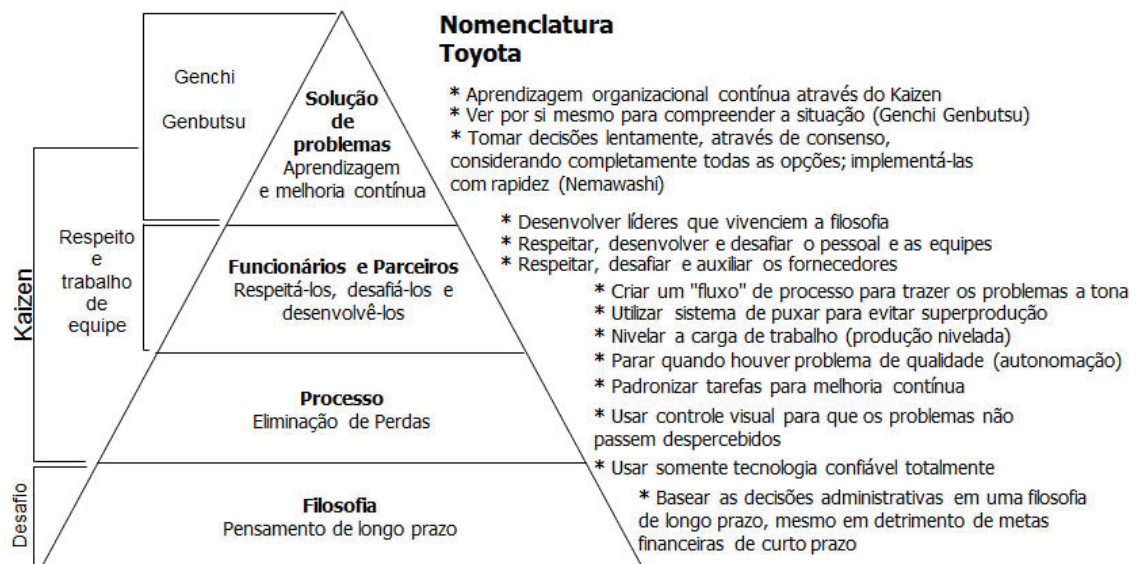 Nomenclatura
Toyota
Genchi
Genbutsu
Solução
de
problemas
Aprendizagem
e melhoria contínua
* Aprendizagem organizacional contínua através do Kaizen
* Ver por si mesmo para compreender a situação (Genchi Genbutsu)
* Tomar decisões lentamente, através de consenso,
considerando completamente todas as opções; implementá-las
com rapidez (Nemawashi)
Kaizen
Respeito
e
trabalho
de
equipe
Funcionários e Parceiros
Respeitá-los, desafiá-los e
desenvolvê-los
* Desenvolver líderes que vivenciem a filosofia
* Respeitar, desenvolver e desafiar o pessoal e as equipes
* Respeitar, desafiar e auxiliar os fornecedores
Processo
Eliminação de Perdas
* Criar um "fluxo" de processo para trazer os problemas a tona
* Utilizar sistema de puxar para evitar superprodução
* Nivelar a carga de trabalho (produção nivelada)
* Parar quando houver problema de qualidade (autonomação)
* Padronizar tarefas para melhoria contínua
* Usar controle visual para que os problemas não
passem despercebidos
* Usar somente tecnologia confiável totalmente
Desafio
Filosofia
Pensamento de longo prazo
* Basear as decisões administrativas em uma filosofia
de longo prazo, mesmo em detrimento de metas
financeiras de curto prazo